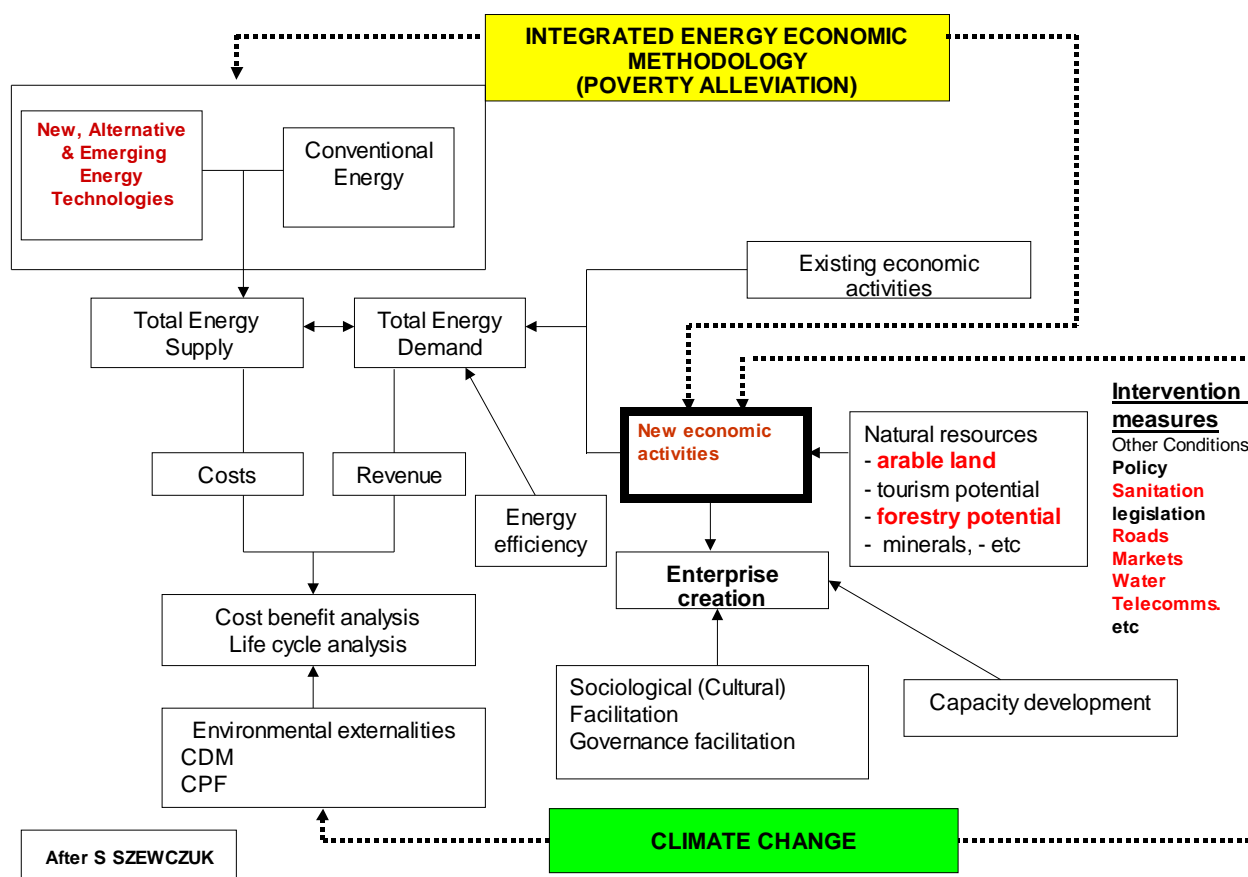 INTEGRATED ENERGY ECONOMIC
METHODOLOGY
(POVERTY ALLEVIATION)
New, Alternative
& Emerging
Energy
Technologies
Conventional
Energy
Existing economic
activities
Total Energy
Supply
Total Energy
Demand
New economic
activities
Natural resources
- arable land
- tourism potential
- forestry potential
- minerals, - etc
Intervention
measures
Other Conditions
Policy
Sanitation
legislation
Roads
Markets
Water
Telecomms.
etc
Costs
Revenue
Energy
efficiency
Enterprise
creation
Cost benefit analysis
Life cycle analysis
Sociological (Cultural)
Facilitation
Governance facilitation
Capacity development
Environmental externalities
CDM
CPF
CLIMATE CHANGE
After S SZEWCZUK